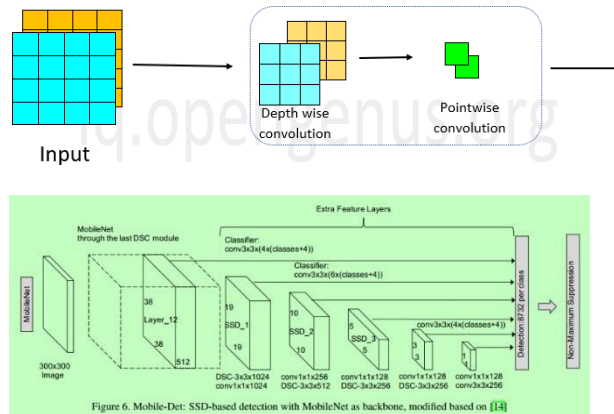 Input
Depth wise
convolution
Pointwise
convolution
iq.opengenus.org
Extra Feature Layers
MobileNet
through the last DSC module
Classifier:
conv3x3x(4x(classes+4))
Classifier:
conv3x3x(6x(classes+4))
MobileNet
300x300
Image
38
Layer_12
38
512
19
SSD_1
19
DSC-3x3x1024
conv1x1x1024
10
SSD_2
10
conv1x1x256
DSC-3x3x512
5
SSD_3
5
conv1x1x128
DSC-3x3x256
conv3x3x(4x(classes+4))
3
3
conv1x1x128
DSC-3x3x256
1
conv1x1x128
conv3x3x256
Detection:8732 per class
Non-Maximum Suppression
Figure 6. Mobile-Det: SSD-based detection with MobileNet as backbone, modified based on [14]